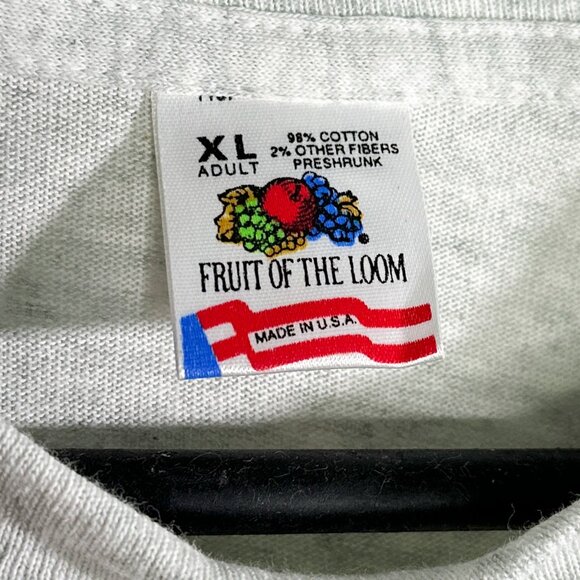 XL
ADULT
98% COTTON
2% OTHER FIBERS
PRESHRUNK
®
FRUIT OF THE LOOM
MADE IN U.S.A.